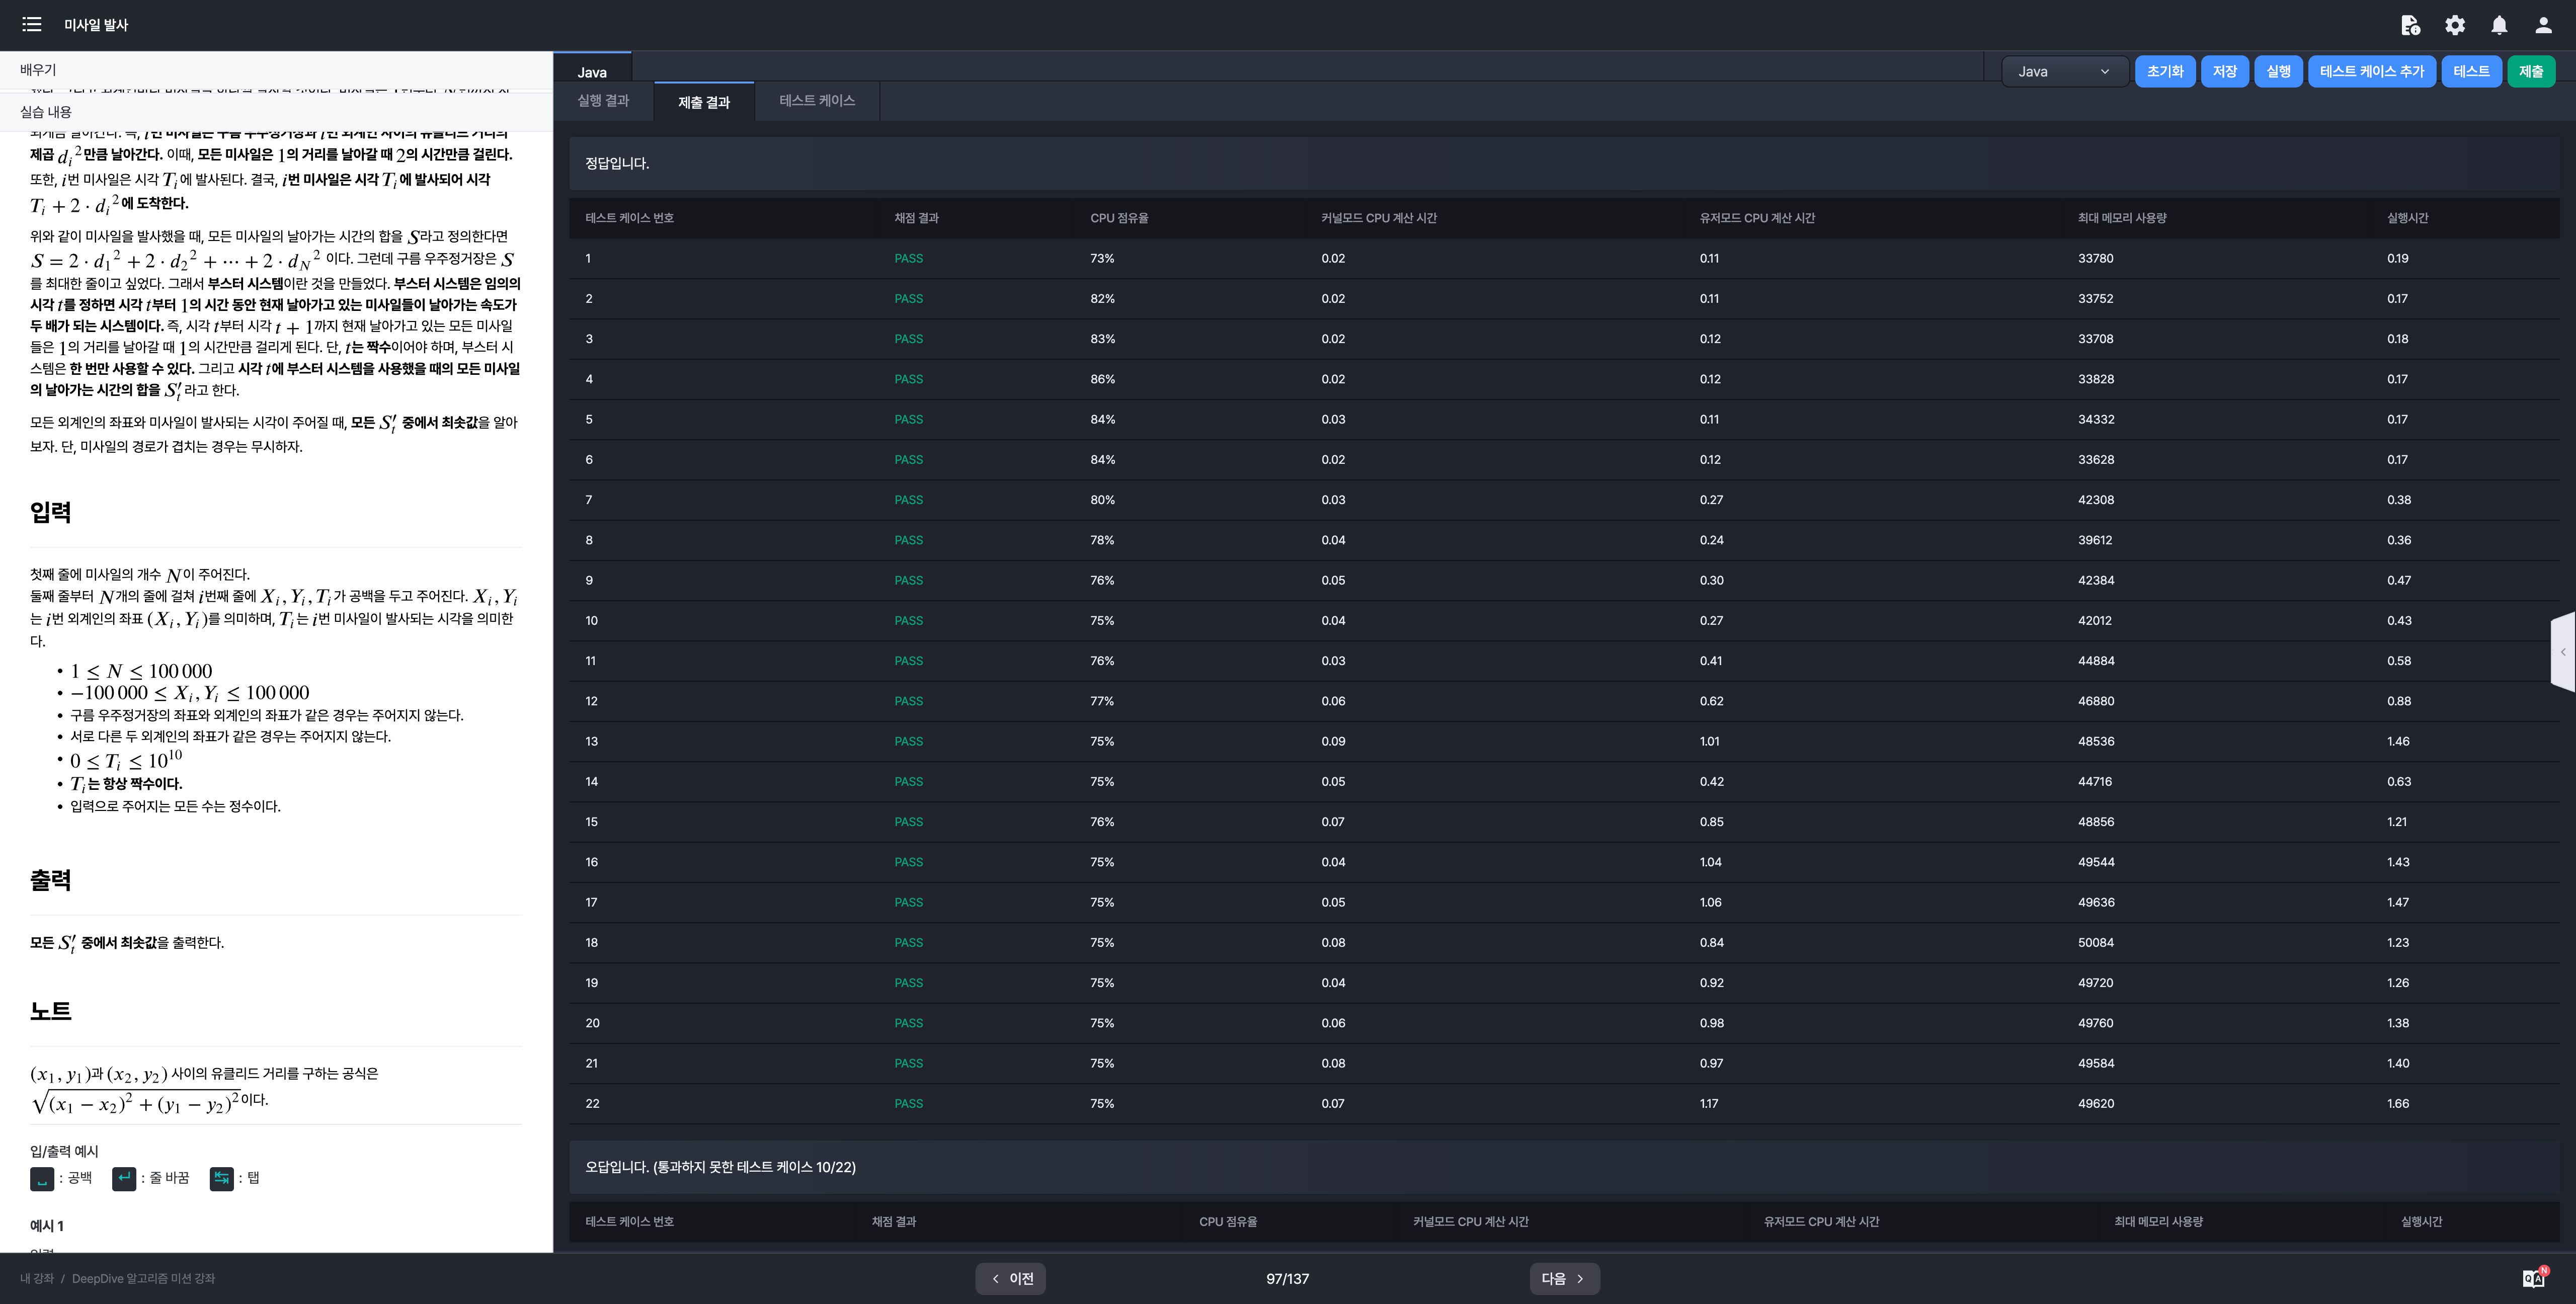 미사일 발사
배우기
실습 내용
제곱 d_i^2만큼 날아간다. 이때, 모든 미사일은 1의 거리를 날아갈 때 2의 시간만큼 걸린다.
또한, i번 미사일은 시각 T_i에 발사된다. 결국, i번 미사일은 시각 T_i에 발사되어 시각
T_i + 2 · d_i^2에 도착한다.
위와 같이 미사일을 발사했을 때, 모든 미사일의 날아가는 시간의 합을 S라고 정의한다면
S = 2 · d_1^2 + 2 · d_2^2 + ⋯ + 2 · d_N^2 이다. 그런데 구름 우주정거장은 S
를 최대한 줄이고 싶었다. 그래서 부스터 시스템이란 것을 만들었다. 부스터 시스템은 임의의
시각 t를 정하면 시각 t부터 1의 시간 동안 현재 날아가고 있는 미사일들이 날아가는 속도가
두 배가 되는 시스템이다. 즉, 시각 t부터 시각 t + 1까지 현재 날아가고 있는 모든 미사일
들은 1의 거리를 날아갈 때 1의 시간만큼 걸리게 된다. 단, t는 짝수이어야 하며, 부스터 시
스템은 한 번만 사용할 수 있다. 그리고 시각 t에 부스터 시스템을 사용했을 때의 모든 미사일
의 날아가는 시간의 합을 S′_t라고 한다.
모든 외계인의 좌표와 미사일이 발사되는 시각이 주어질 때, 모든 S′_t 중에서 최솟값을 알아
보자. 단, 미사일의 경로가 겹치는 경우는 무시하자.
입력
첫째 줄에 미사일의 개수 N이 주어진다.
둘째 줄부터 N개의 줄에 걸쳐 i번째 줄에 X_i, Y_i, T_i가 공백을 두고 주어진다. X_i, Y_i
는 i번 외계인의 좌표 (X_i, Y_i)를 의미하며, T_i는 i번 미사일이 발사되는 시각을 의미한
다.
• 1 ≤ N ≤ 100 000
• −100 000 ≤ X_i, Y_i ≤ 100 000
• 구름 우주정거장의 좌표와 외계인의 좌표가 같은 경우는 주어지지 않는다.
• 서로 다른 두 외계인의 좌표가 같은 경우는 주어지지 않는다.
• 0 ≤ T_i ≤ 10^10
• T_i는 항상 짝수이다.
• 입력으로 주어지는 모든 수는 정수이다.
출력
모든 S′_t 중에서 최솟값을 출력한다.
노트
(x_1, y_1)과 (x_2, y_2) 사이의 유클리드 거리를 구하는 공식은
√(x_1 − x_2)^2 + (y_1 − y_2)^2이다.
입/출력 예시
: 공백 : 줄 바꿈 : 탭
예시 1
Java
Java 초기화 저장 실행 테스트 케이스 추가 테스트 제출
실행 결과 제출 결과 테스트 케이스
정답입니다.
테스트 케이스 번호 채점 결과 CPU 점유율 커널모드 CPU 계산 시간 유저모드 CPU 계산 시간 최대 메모리 사용량 실행시간
1 PASS 73% 0.02 0.11 33780 0.19
2 PASS 82% 0.02 0.11 33752 0.17
3 PASS 83% 0.02 0.12 33708 0.18
4 PASS 86% 0.02 0.12 33828 0.17
5 PASS 84% 0.03 0.11 34332 0.17
6 PASS 84% 0.02 0.12 33628 0.17
7 PASS 80% 0.03 0.27 42308 0.38
8 PASS 78% 0.04 0.24 39612 0.36
9 PASS 76% 0.05 0.30 42384 0.47
10 PASS 75% 0.04 0.27 42012 0.43
11 PASS 76% 0.03 0.41 44884 0.58
12 PASS 77% 0.06 0.62 46880 0.88
13 PASS 75% 0.09 1.01 48536 1.46
14 PASS 75% 0.05 0.42 44716 0.63
15 PASS 76% 0.07 0.85 48856 1.21
16 PASS 75% 0.04 1.04 49544 1.43
17 PASS 75% 0.05 1.06 49636 1.47
18 PASS 75% 0.08 0.84 50084 1.23
19 PASS 75% 0.04 0.92 49720 1.26
20 PASS 75% 0.06 0.98 49760 1.38
21 PASS 75% 0.08 0.97 49584 1.40
22 PASS 75% 0.07 1.17 49620 1.66
오답입니다. (통과하지 못한 테스트 케이스 10/22)
테스트 케이스 번호 채점 결과 CPU 점유율 커널모드 CPU 계산 시간 유저모드 CPU 계산 시간 최대 메모리 사용량 실행시간
내 강좌 / DeepDive 알고리즘 미션 강좌
이전 97/137 다음
Q A N